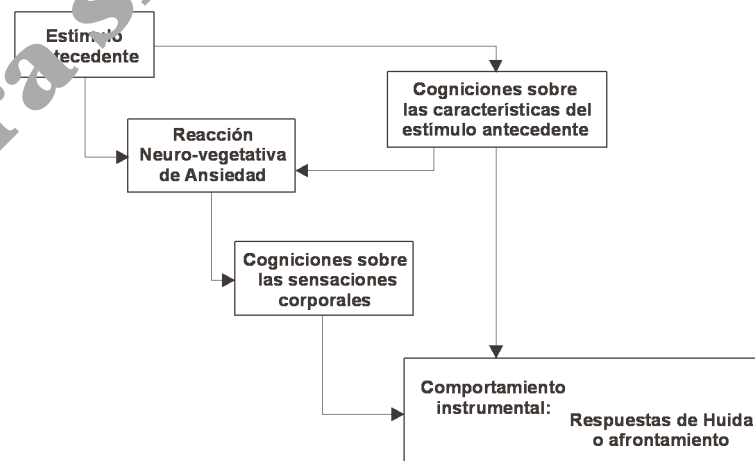 Estímulo
Cogniciones sobre
las características del
estímulo antecedente
Reacción
Neuro-vegetativa
de Ansiedad
Cogniciones sobre
las sensaciones
corporales
Comportamiento
instrumental:
Respuestas de Huida
o afrontamiento